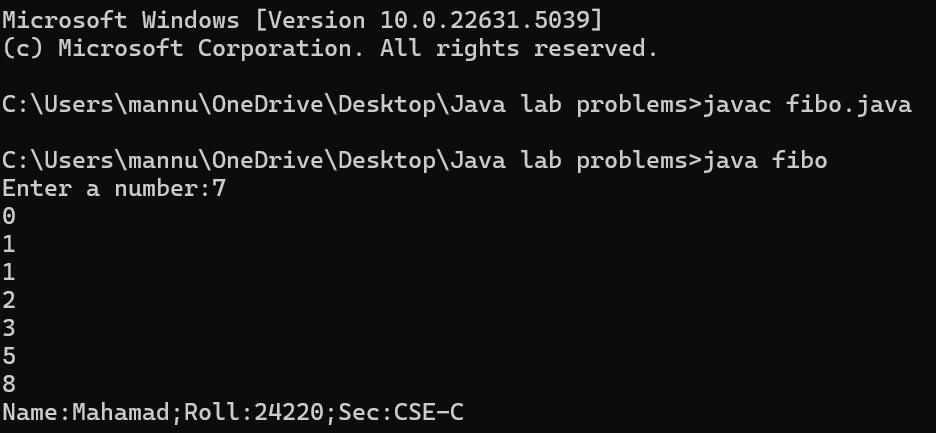 Microsoft Windows [Version 10.0.22631.5039]
(c) Microsoft Corporation. All rights reserved.
C:\Users\mannu\OneDrive\Desktop\Java lab problems>javac fibo.java
C:\Users\mannu\OneDrive\Desktop\Java lab problems>java fibo
Enter a number:7
0
1
1
2
3
5
8
Name:Mahamad;Roll:24220;Sec:CSE-C